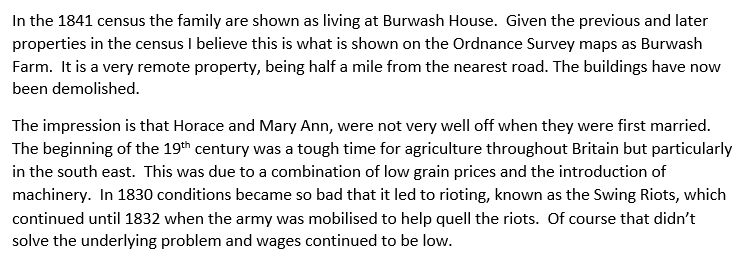 In the 1841 census the family are shown as living at Burwash House.  Given the previous and later
properties in the census I believe this is what is shown on the Ordnance Survey maps as Burwash
Farm.  It is a very remote property, being half a mile from the nearest road. The buildings have now
been demolished.
The impression is that Horace and Mary Ann, were not very well off when they were first married.
The beginning of the 19th century was a tough time for agriculture throughout Britain but particularly
in the south east.  This was due to a combination of low grain prices and the introduction of
machinery.  In 1830 conditions became so bad that it led to rioting, known as the Swing Riots, which
continued until 1832 when the army was mobilised to help quell the riots.  Of course that didn’t
solve the underlying problem and wages continued to be low.